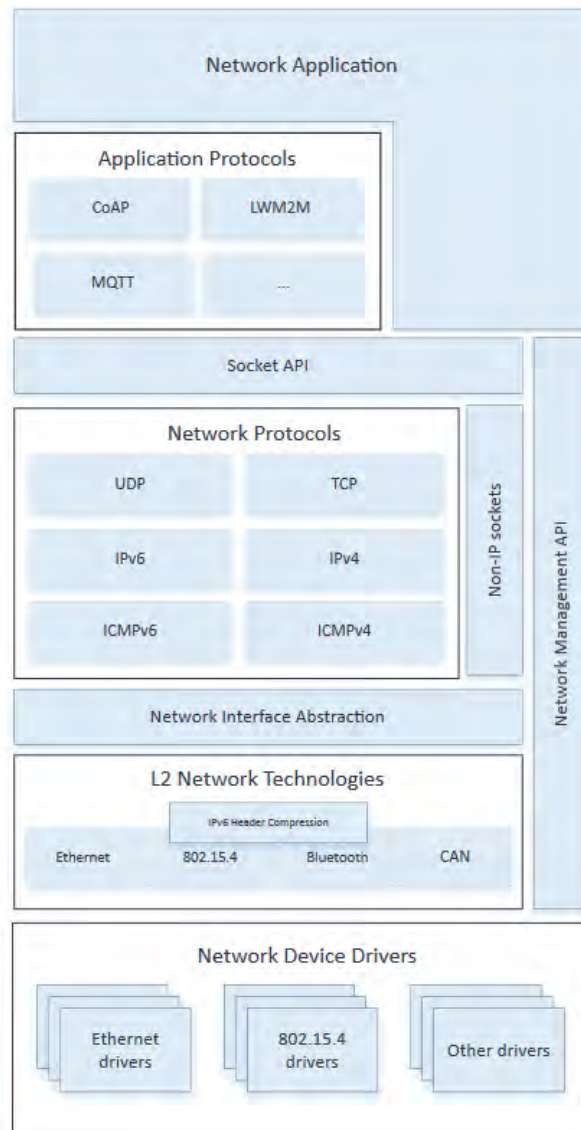 Network Application
Application Protocols
CoAP
LWM2M
MQTT
...
Socket API
Network Protocols
UDP
TCP
IPv6
IPv4
ICMPv6
ICMPv4
Non-IP sockets
Network Management API
Network Interface Abstraction
L2 Network Technologies
IPv6 Header Compression
Ethernet
802.15.4
Bluetooth
CAN
Network Device Drivers
Ethernet
drivers
802.15.4
drivers
Other drivers